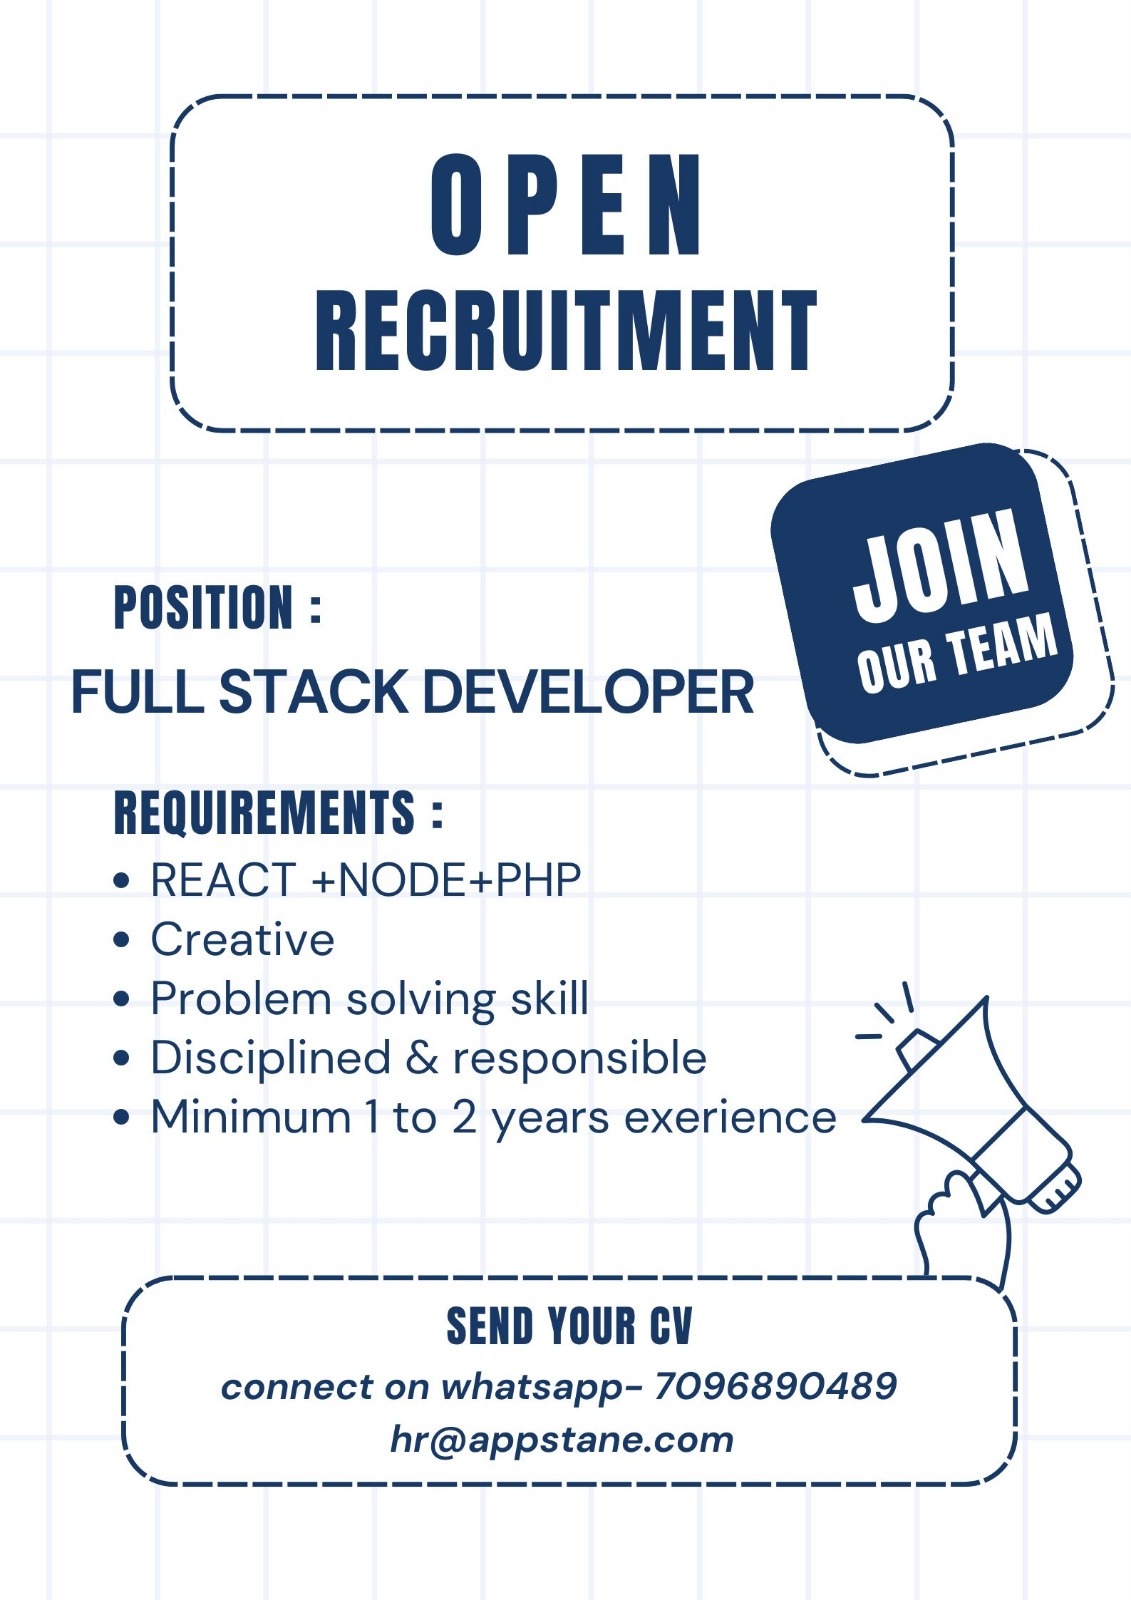 OPEN
RECRUITMENT
JOIN
OUR TEAM
POSITION :
FULL STACK DEVELOPER
REQUIREMENTS :
• REACT +NODE+PHP
• Creative
• Problem solving skill
• Disciplined & responsible
• Minimum 1 to 2 years exerience
SEND YOUR CV
connect on whatsapp- 7096890489
hr@appstane.com